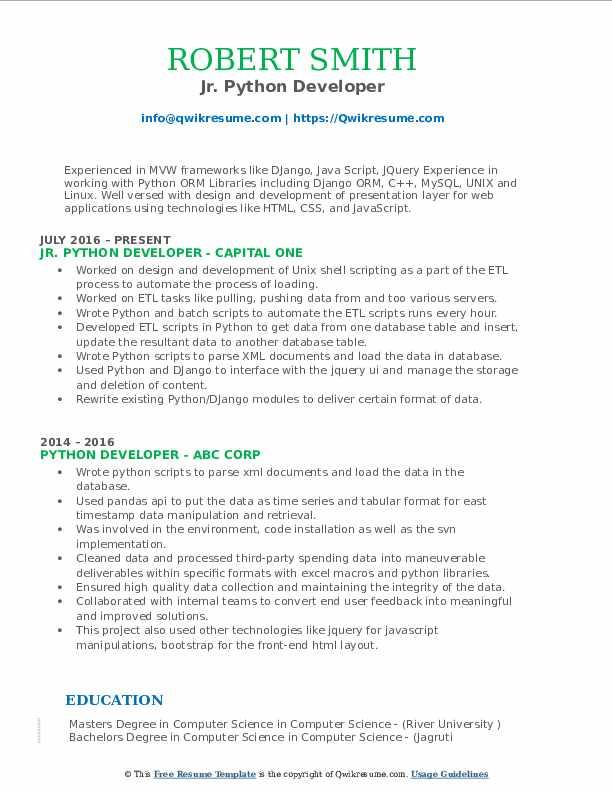 ROBERT SMITH
Jr. Python Developer
info@qwikresume.com | https://Qwikresume.com
Experienced in MVW frameworks like DJango, Java Script, JQuery Experience in
working with Python ORM Libraries including Django ORM, C++, MySQL, UNIX and
Linux. Well versed with design and development of presentation layer for web
applications using technologies like HTML, CSS, and JavaScript.
JULY 2016 – PRESENT
JR. PYTHON DEVELOPER - CAPITAL ONE
• Worked on design and development of Unix shell scripting as a part of the ETL
process to automate the process of loading.
• Worked on ETL tasks like pulling, pushing data from and too various servers.
• Wrote Python and batch scripts to automate the ETL scripts runs every hour.
• Developed ETL scripts in Python to get data from one database table and insert,
update the resultant data to another database table.
• Wrote Python scripts to parse XML documents and load the data in database.
• Used Python and DJango to interface with the jquery ui and manage the storage
and deletion of content.
• Rewrite existing Python/DJango modules to deliver certain format of data.
2014 – 2016
PYTHON DEVELOPER - ABC CORP
• Wrote python scripts to parse xml documents and load the data in the
database.
• Used pandas api to put the data as time series and tabular format for east
timestamp data manipulation and retrieval.
• Was involved in the environment, code installation as well as the svn
implementation.
• Cleaned data and processed third-party spending data into maneuverable
deliverables within specific formats with excel macros and python libraries.
• Ensured high quality data collection and maintaining the integrity of the data.
• Collaborated with internal teams to convert end user feedback into meaningful
and improved solutions.
• This project also used other technologies like jquery for javascript
manipulations, bootstrap for the front-end html layout.
EDUCATION
Masters Degree in Computer Science in Computer Science - (River University )
Bachelors Degree in Computer Science in Computer Science - (Jagruti
© This Free Resume Template is the copyright of Qwikresume.com. Usage Guidelines